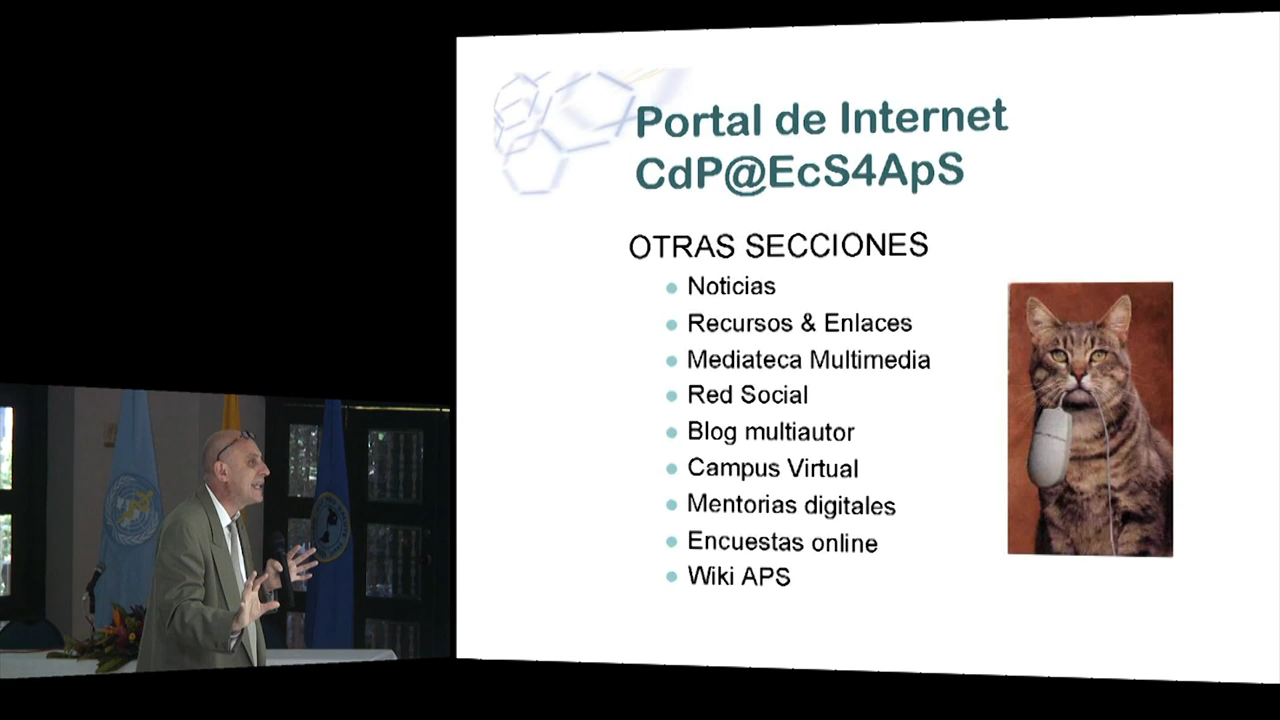 Portal de Internet
CdP@EcS4ApS
OTRAS SECCIONES
Noticias
Recursos & Enlaces
Mediateca Multimedia
Red Social
Blog multiautor
Campus Virtual
Mentorias digitales
Encuestas online
Wiki APS